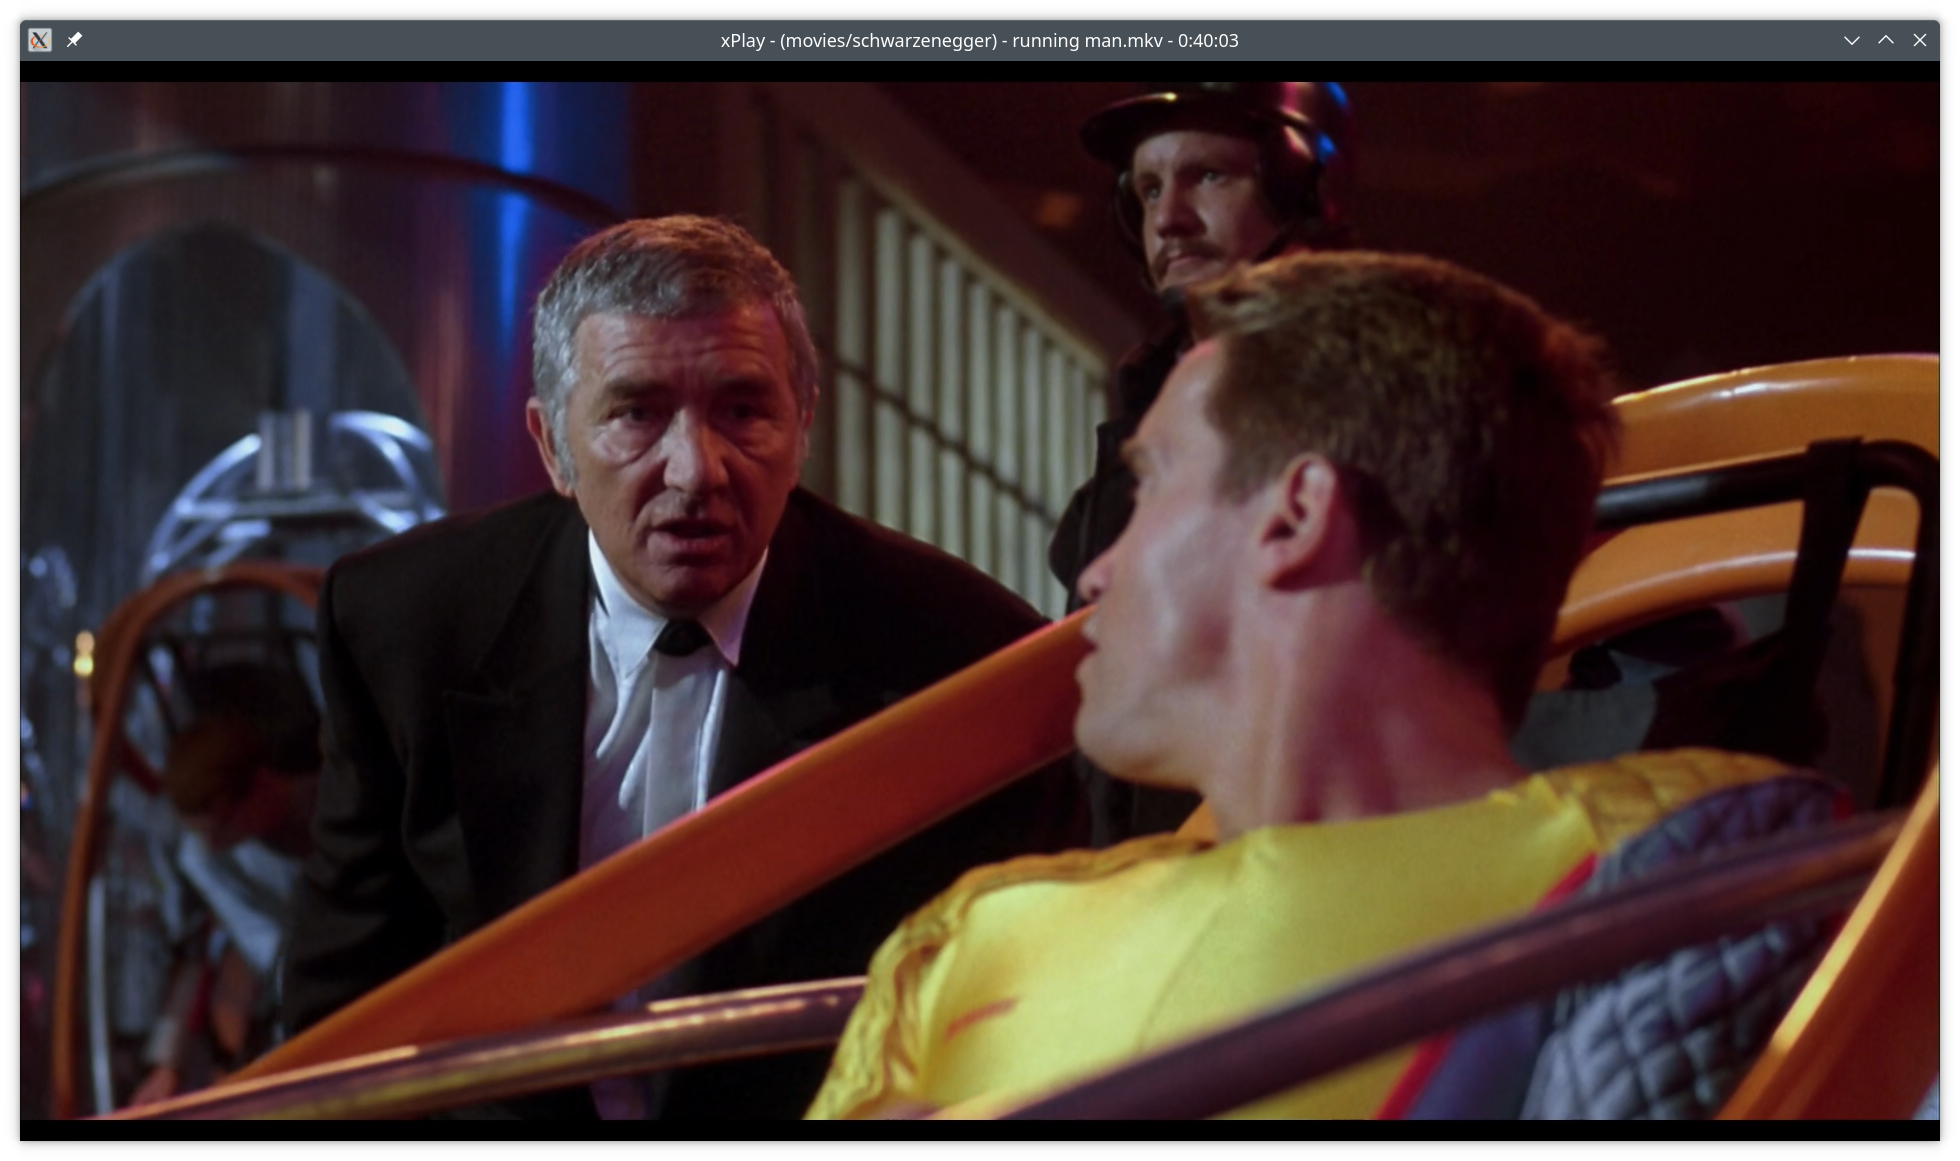 xPlay - (movies/schwarzenegger) - running man.mkv - 0:40:03